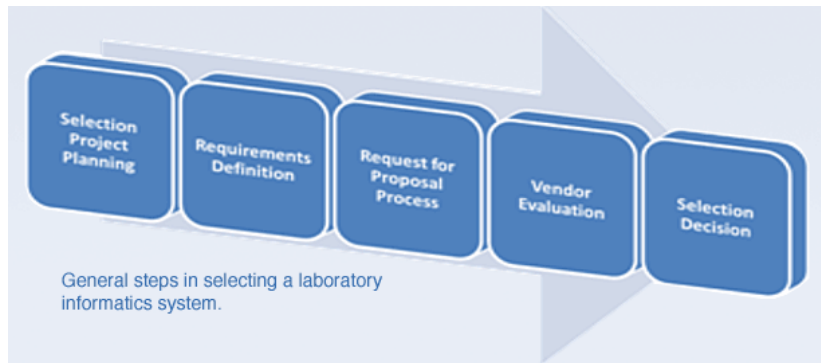 Selection
Project
Planning
Requirements
Definition
Request for
Proposal
Process
Vendor
Evaluation
Selection
Decision
General steps in selecting a laboratory
informatics system.